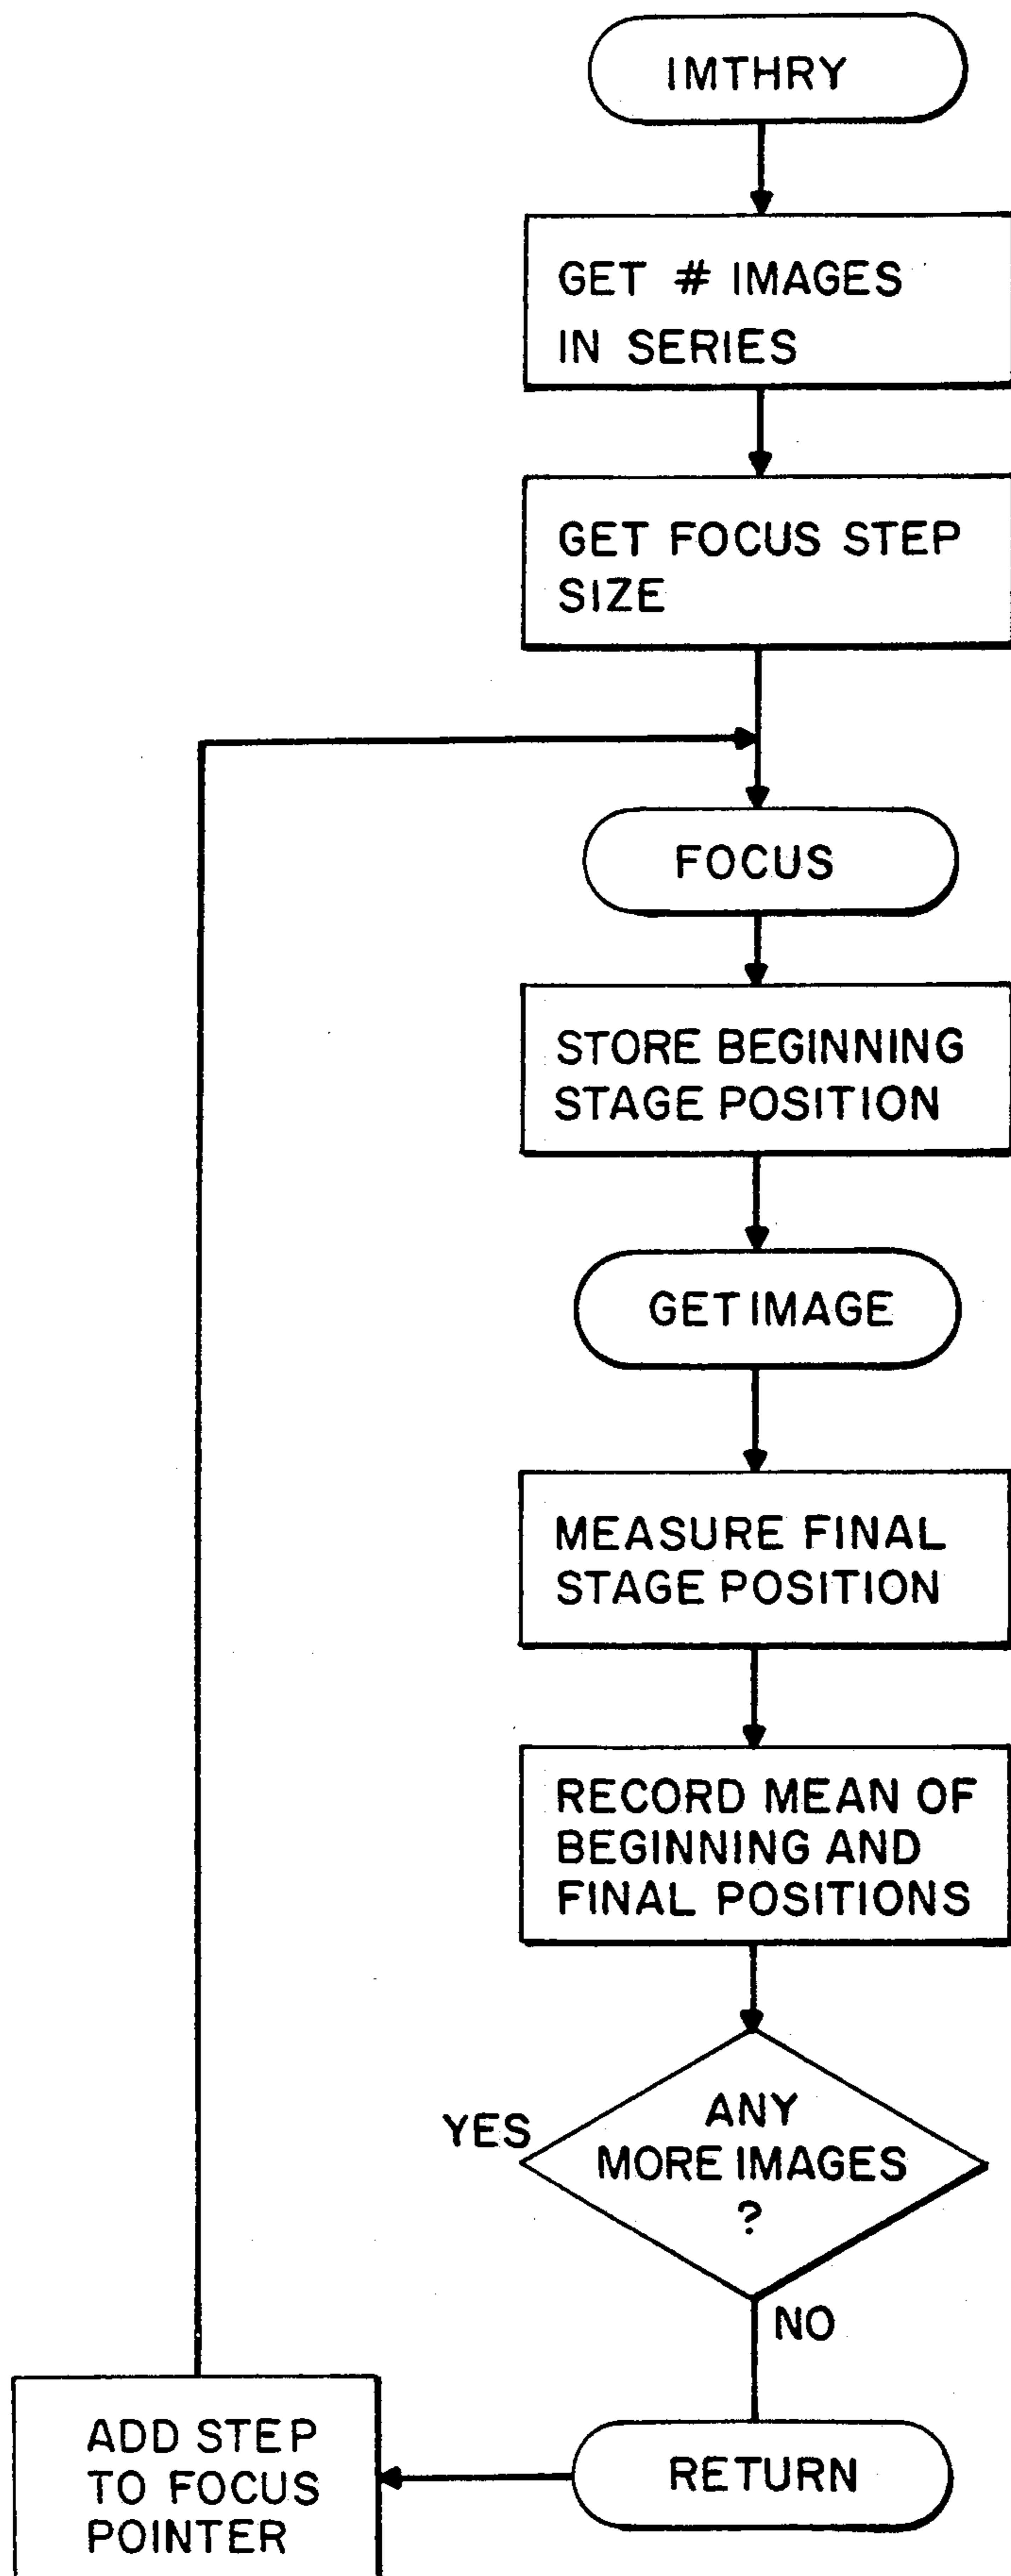 IMTHRY
GET # IMAGES
IN SERIES
GET FOCUS STEP
SIZE
FOCUS
STORE BEGINNING
STAGE POSITION
GET IMAGE
MEASURE FINAL
STAGE POSITION
RECORD MEAN OF
BEGINNING AND
FINAL POSITIONS
YES
ANY
MORE IMAGES
?
NO
ADD STEP
TO FOCUS
POINTER
RETURN